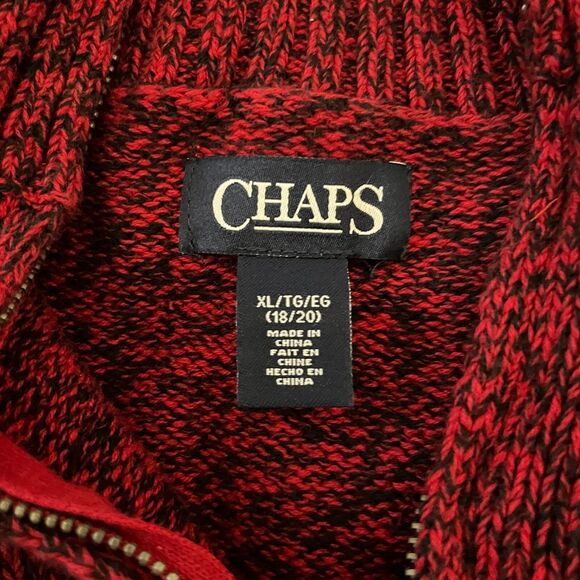 CHAPS
XL/TG/EG
(18/20)
MADE IN
CHINA
FAIT EN
CHINE
HECHO EN
CHINA